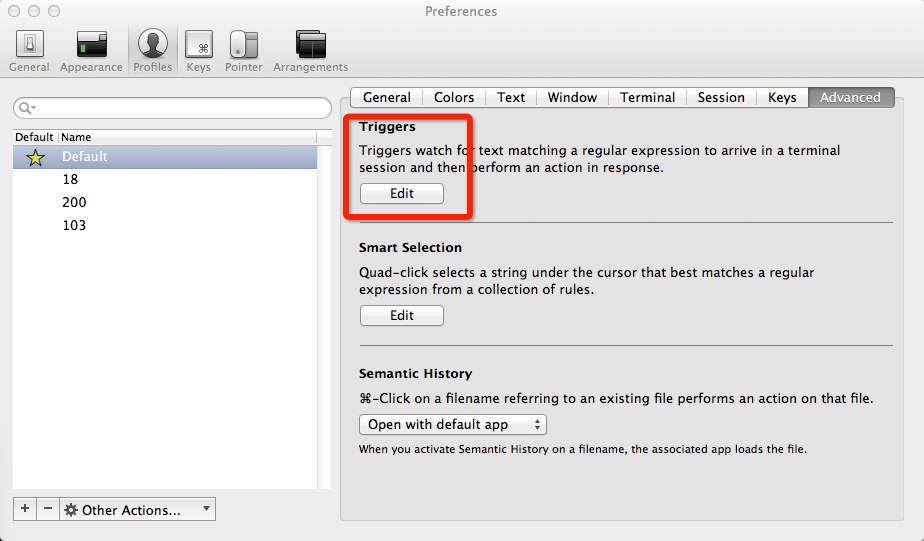 Preferences
General Appearance Profiles Keys Pointer Arrangements
General Colors Text Window Terminal Session Keys Advanced
Default Name
Default
18
200
103
Other Actions...
Triggers
Triggers watch for text matching a regular expression to arrive in a terminal
session and then perform an action in response.
Edit
Smart Selection
Quad-click selects a string under the cursor that best matches a regular
expression from a collection of rules.
Edit
Semantic History
⌘-Click on a filename referring to an existing file performs an action on that file.
Open with default app
When you activate Semantic History on a filename, the associated app loads the file.